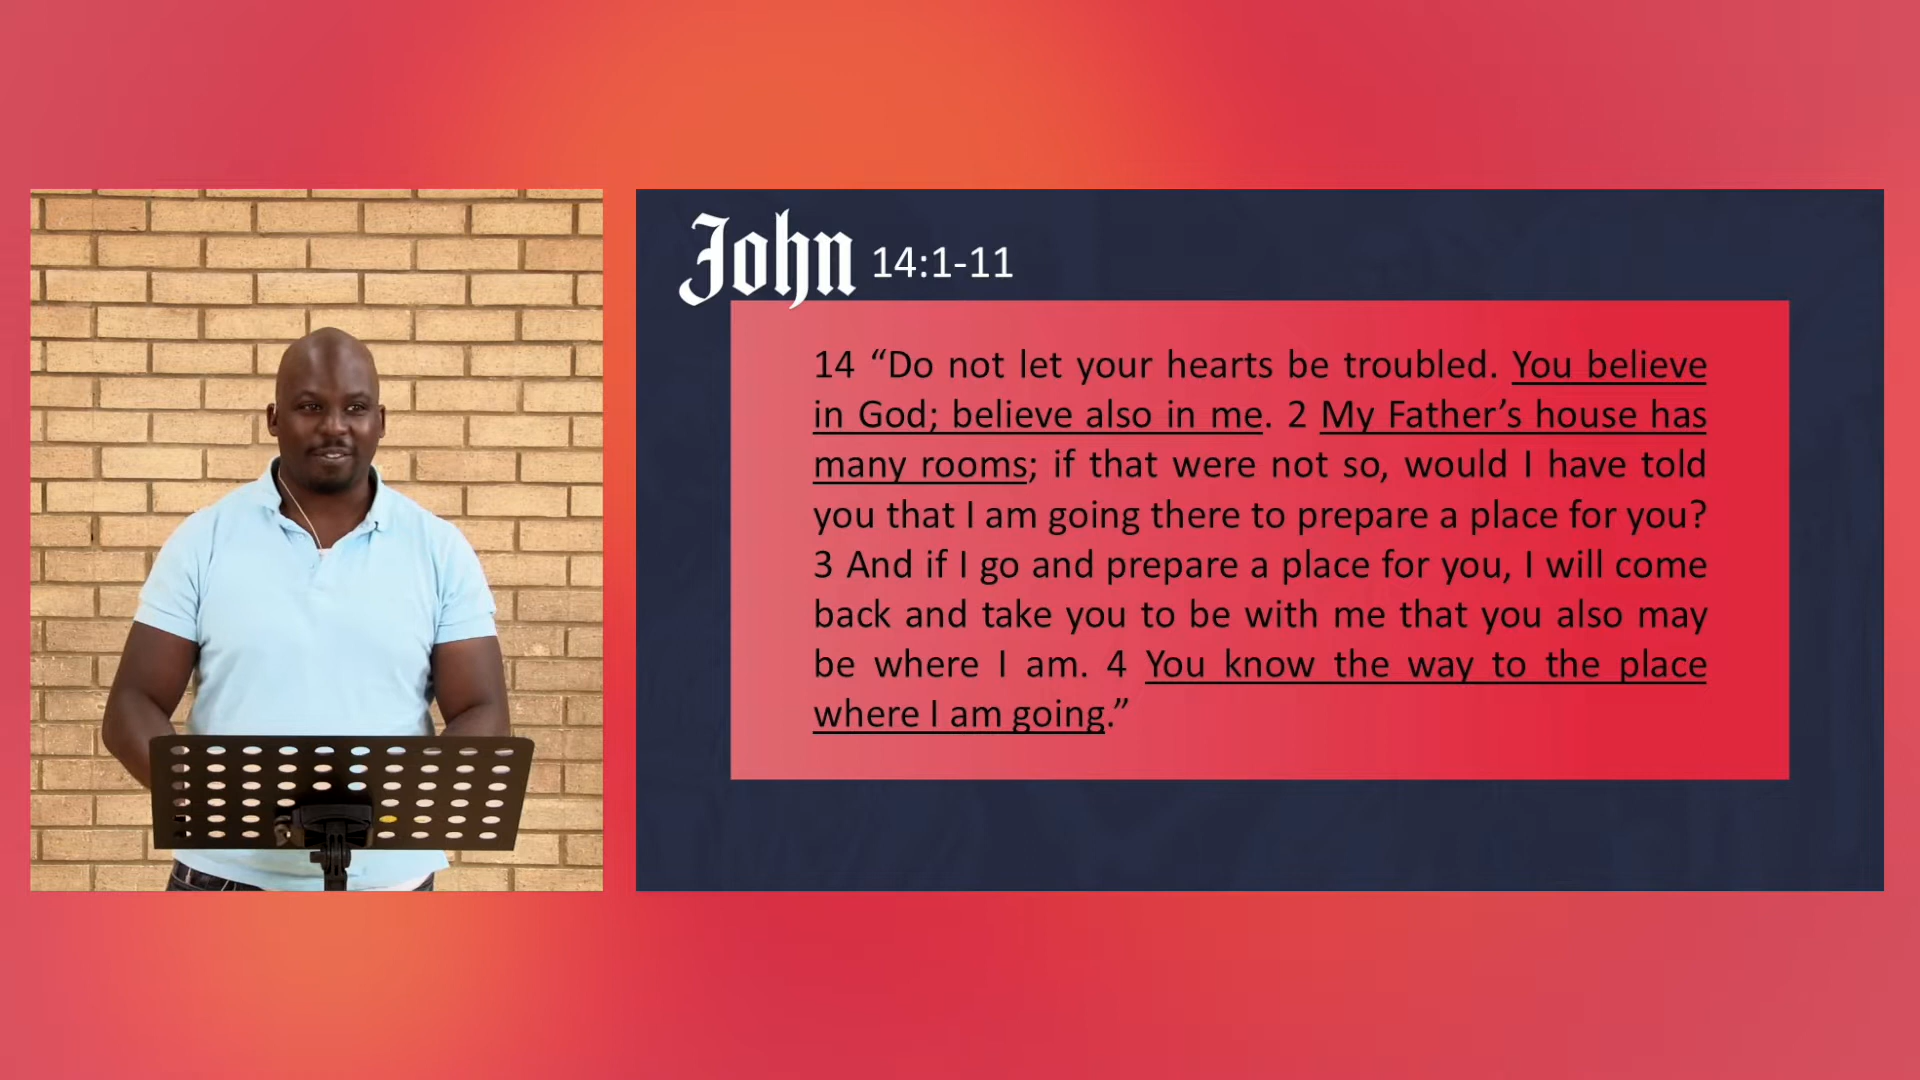 John 14:1-11
14 “Do not let your hearts be troubled. You believe
in God; believe also in me. 2 My Father’s house has
many rooms; if that were not so, would I have told
you that I am going there to prepare a place for you?
3 And if I go and prepare a place for you, I will come
back and take you to be with me that you also may
be where I am. 4 You know the way to the place
where I am going.”